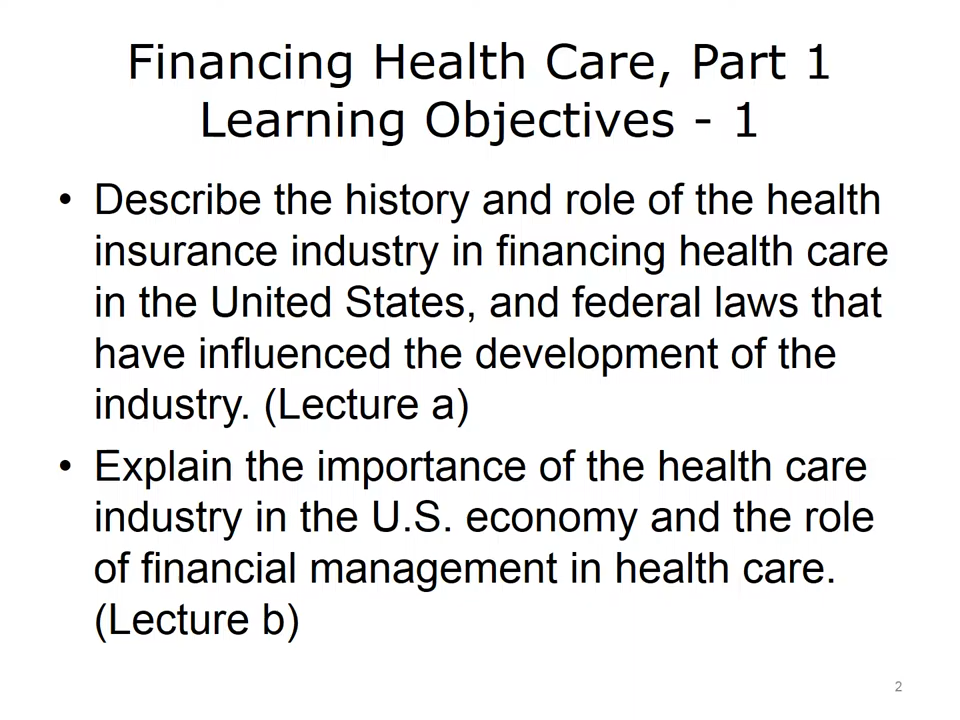 Financing Health Care, Part 1
Learning Objectives - 1
• Describe the history and role of the health
insurance industry in financing health care
in the United States, and federal laws that
have influenced the development of the
industry. (Lecture a)
• Explain the importance of the health care
industry in the U.S. economy and the role
of financial management in health care.
(Lecture b)
2